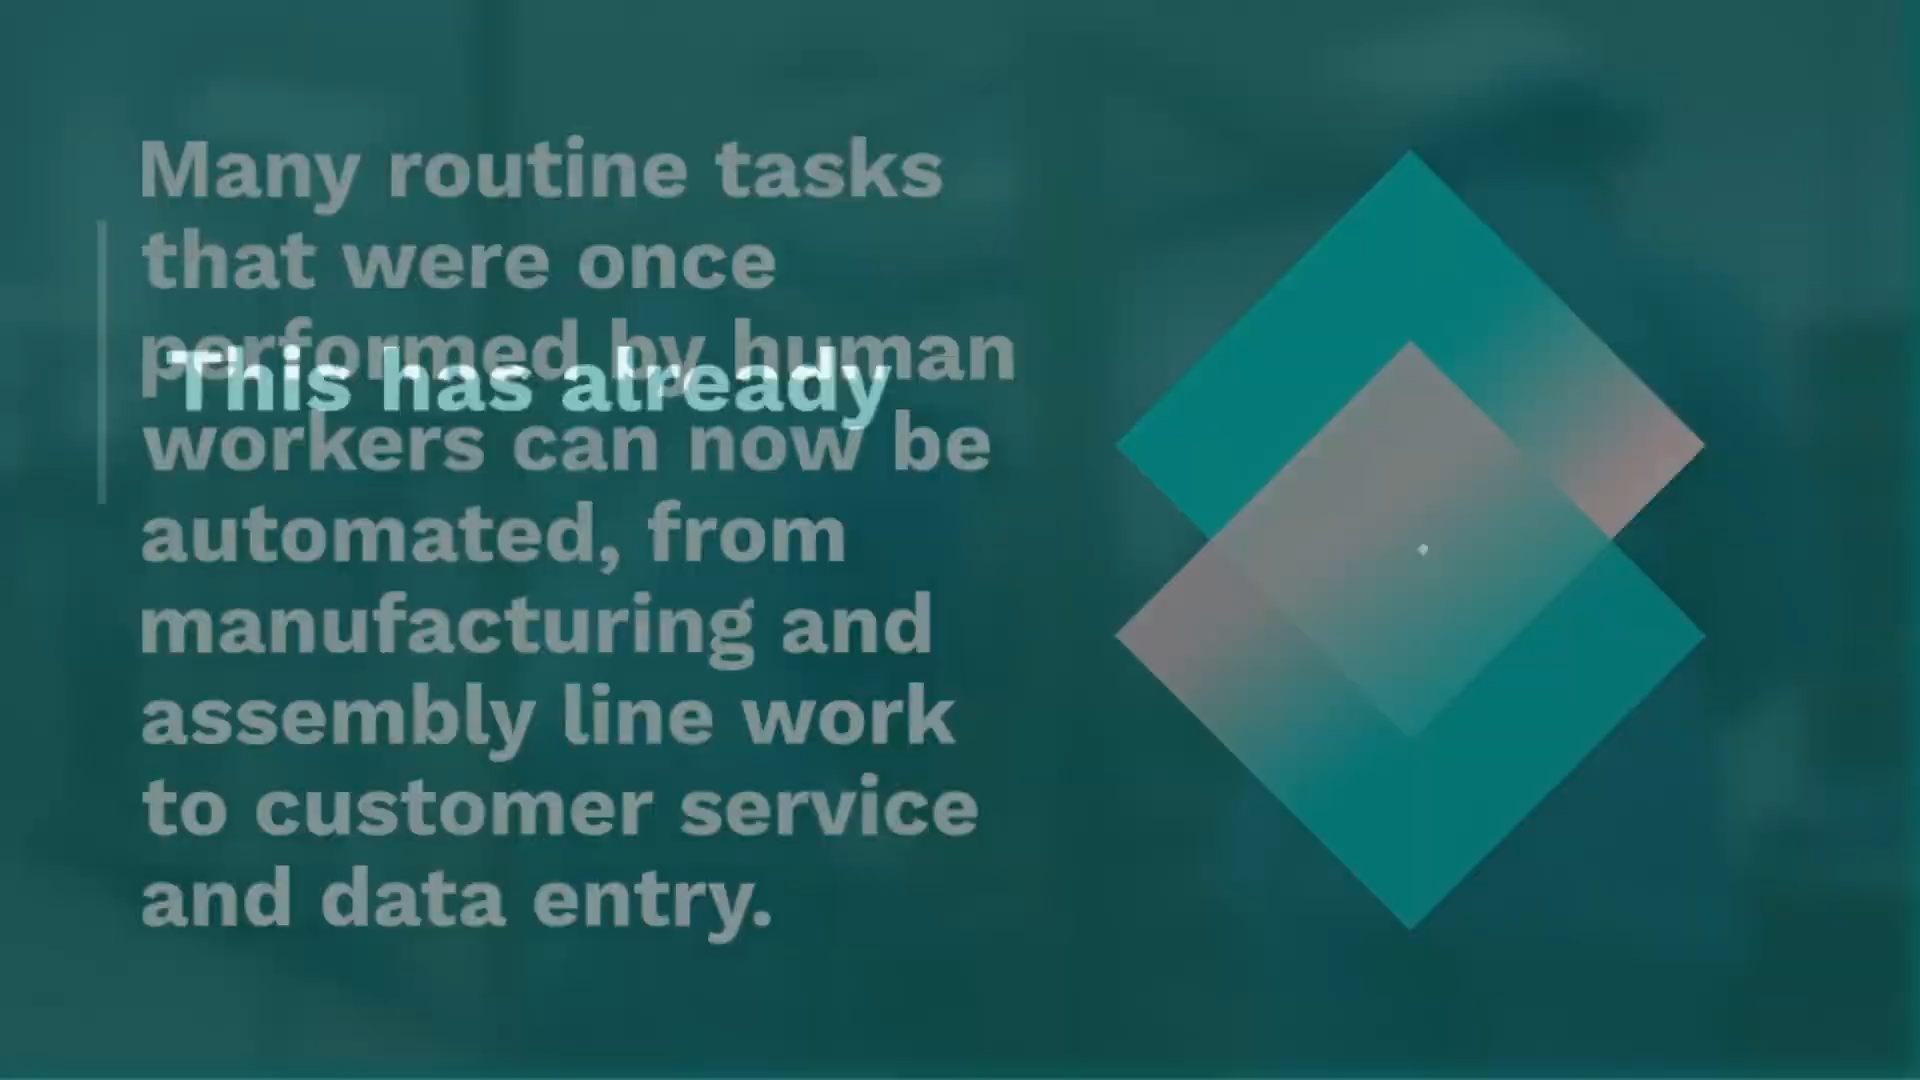 Many routine tasks
that were once
performed by human
This has already
workers can now be
automated, from
manufacturing and
assembly line work
to customer service
and data entry.